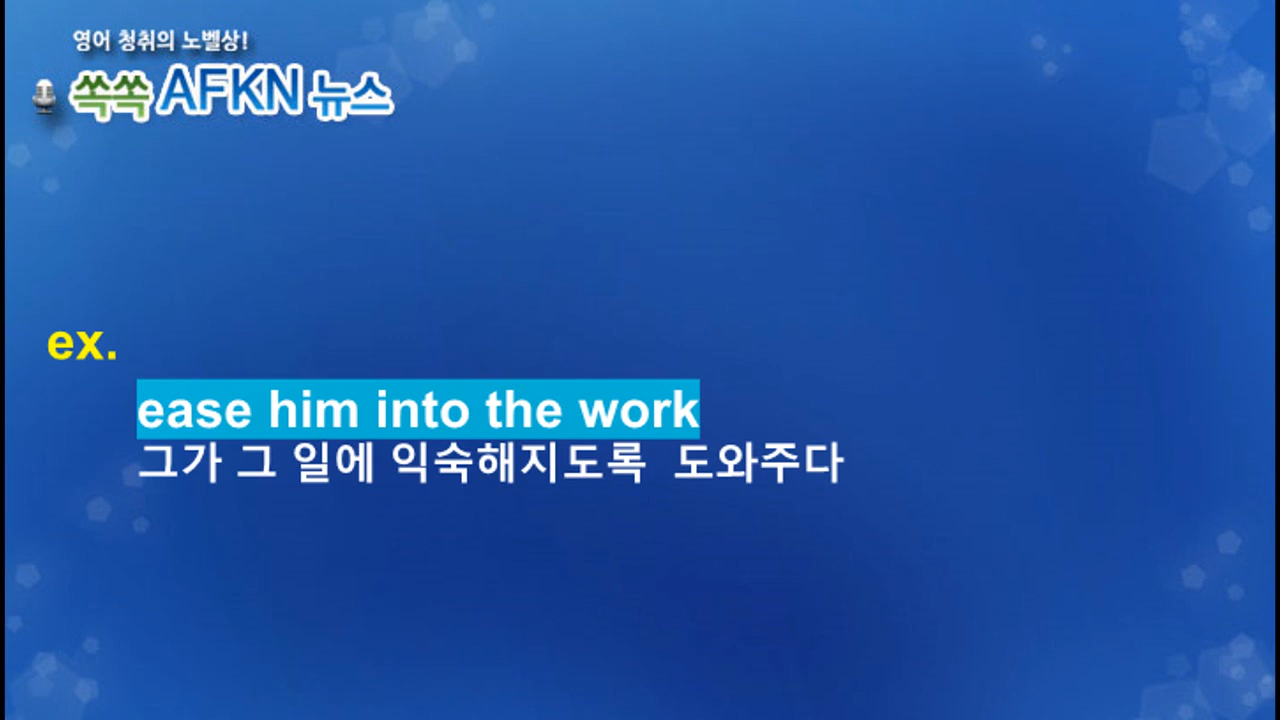 영어 청취의 노벨상!
쏙쏙 AFKN 뉴스
ex.
ease him into the work
그가 그 일에 익숙해지도록 도와주다